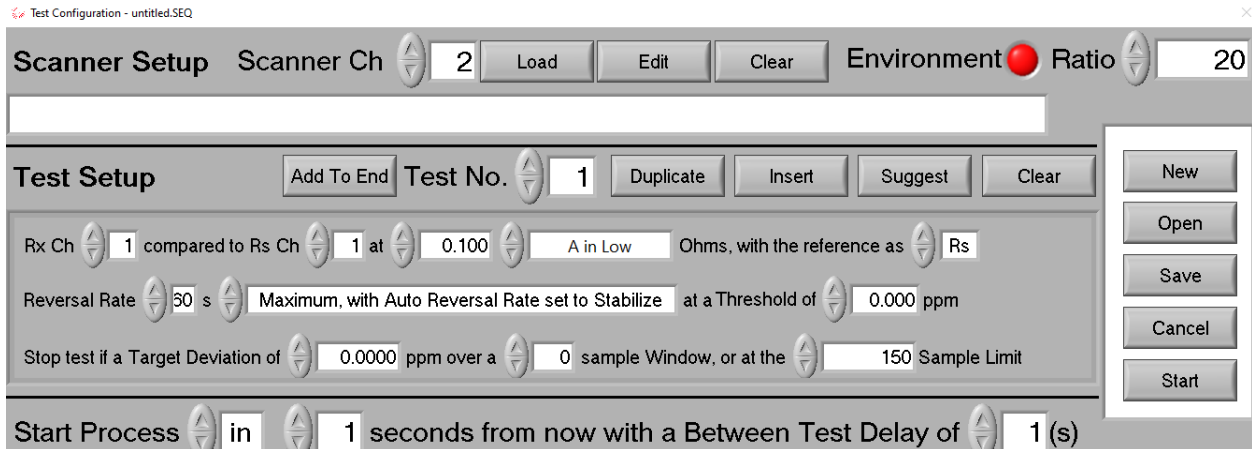 Test Configuration - untitled.SEQ
Scanner Setup Scanner Ch 2 Load Edit Clear Environment Ratio 20
Test Setup Add To End Test No. 1 Duplicate Insert Suggest Clear
New
Open
Save
Cancel
Start
Rx Ch 1 compared to Rs Ch 1 at 0.100 A in Low Ohms, with the reference as Rs
Reversal Rate 60 s Maximum, with Auto Reversal Rate set to Stabilize at a Threshold of 0.000 ppm
Stop test if a Target Deviation of 0.0000 ppm over a 0 sample Window, or at the 150 Sample Limit
Start Process in 1 seconds from now with a Between Test Delay of 1 (s)